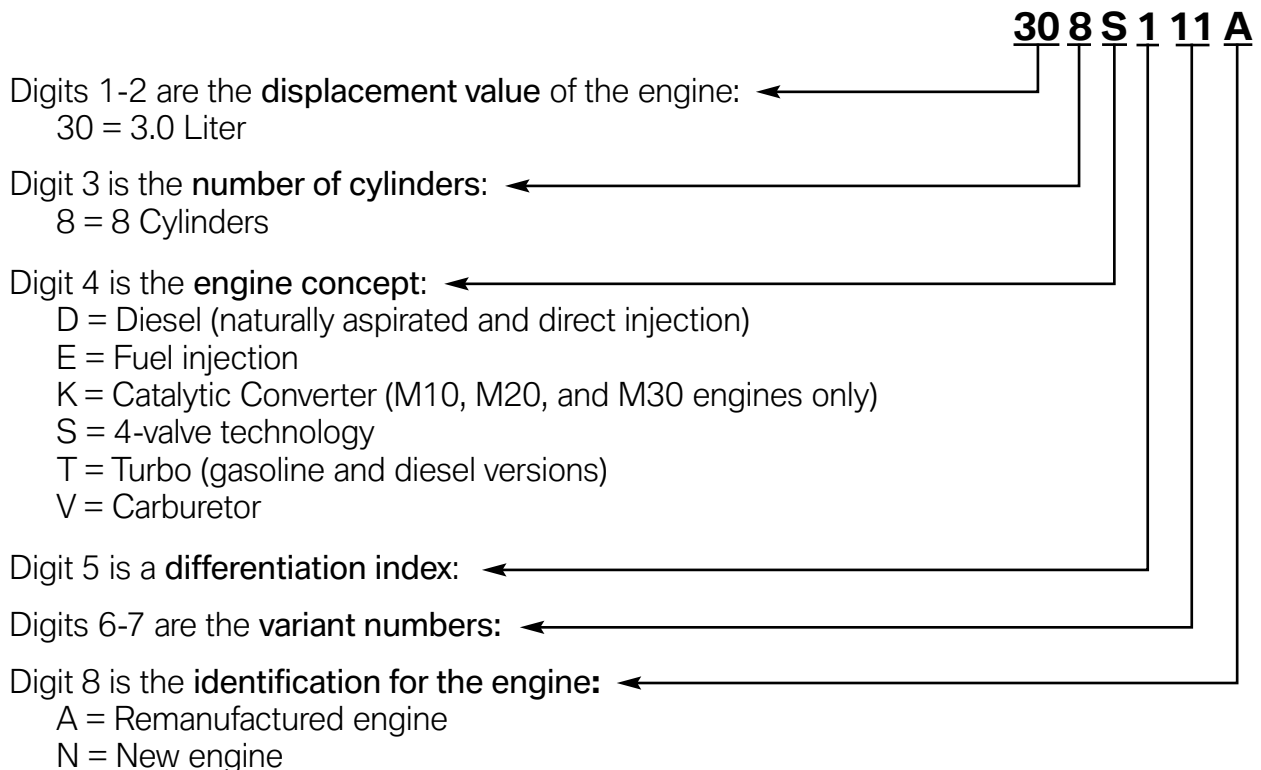 30 8 S 1 11 A
Digits 1-2 are the displacement value of the engine:
30 = 3.0 Liter
Digit 3 is the number of cylinders:
8 = 8 Cylinders
Digit 4 is the engine concept:
D = Diesel (naturally aspirated and direct injection)
E = Fuel injection
K = Catalytic Converter (M10, M20, and M30 engines only)
S = 4-valve technology
T = Turbo (gasoline and diesel versions)
V = Carburetor
Digit 5 is a differentiation index:
Digits 6-7 are the variant numbers:
Digit 8 is the identification for the engine:
A = Remanufactured engine
N = New engine